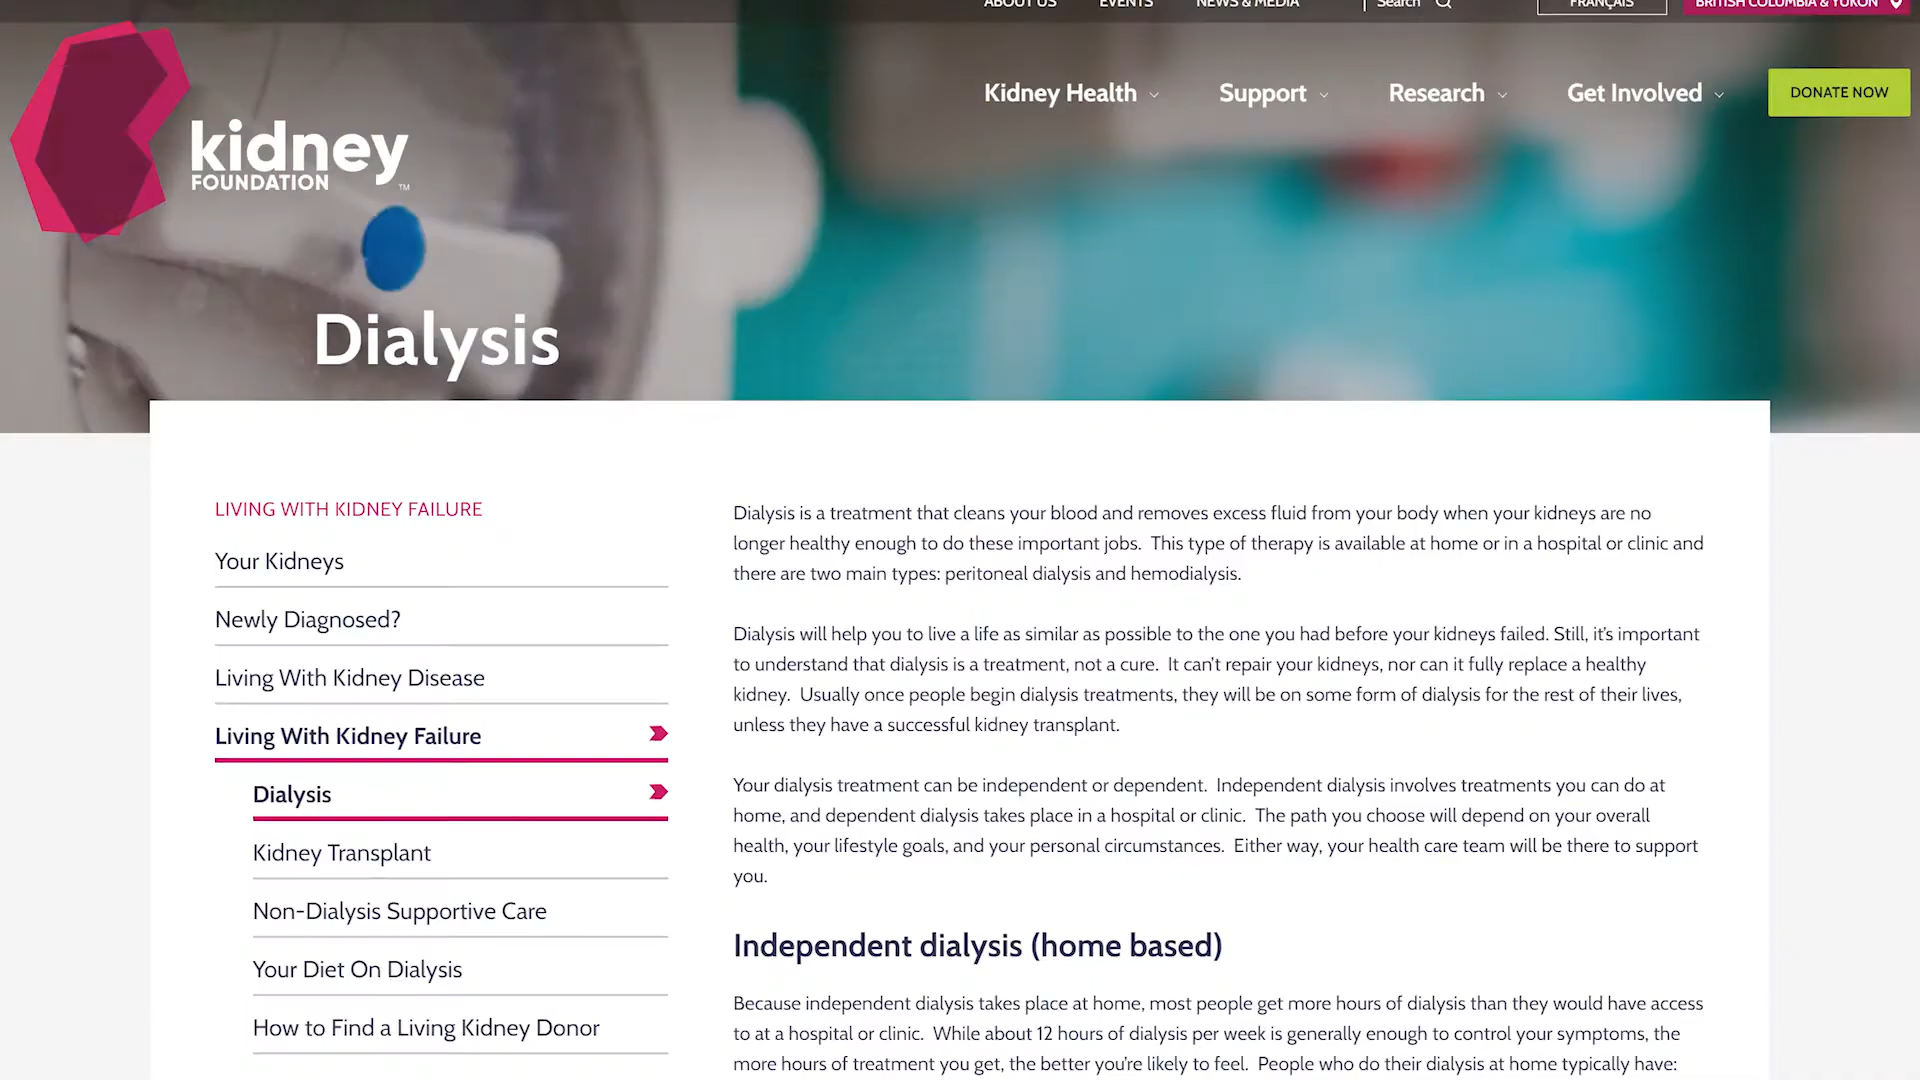 ABOUT US EVENTS NEWS & MEDIA Search FRANÇAIS BRITISH COLUMBIA & YUKON
Kidney Health Support Research Get Involved DONATE NOW
kidney
FOUNDATION™
Dialysis
LIVING WITH KIDNEY FAILURE
Your Kidneys
Newly Diagnosed?
Living With Kidney Disease
Living With Kidney Failure
Dialysis
Kidney Transplant
Non-Dialysis Supportive Care
Your Diet On Dialysis
How to Find a Living Kidney Donor
Dialysis is a treatment that cleans your blood and removes excess fluid from your body when your kidneys are no
longer healthy enough to do these important jobs. This type of therapy is available at home or in a hospital or clinic and
there are two main types: peritoneal dialysis and hemodialysis.
Dialysis will help you to live a life as similar as possible to the one you had before your kidneys failed. Still, it's important
to understand that dialysis is a treatment, not a cure. It can't repair your kidneys, nor can it fully replace a healthy
kidney. Usually once people begin dialysis treatments, they will be on some form of dialysis for the rest of their lives,
unless they have a successful kidney transplant.
Your dialysis treatment can be independent or dependent. Independent dialysis involves treatments you can do at
home, and dependent dialysis takes place in a hospital or clinic. The path you choose will depend on your overall
health, your lifestyle goals, and your personal circumstances. Either way, your health care team will be there to support
you.
Independent dialysis (home based)
Because independent dialysis takes place at home, most people get more hours of dialysis than they would have access
to at a hospital or clinic. While about 12 hours of dialysis per week is generally enough to control your symptoms, the
more hours of treatment you get, the better you're likely to feel. People who do their dialysis at home typically have: